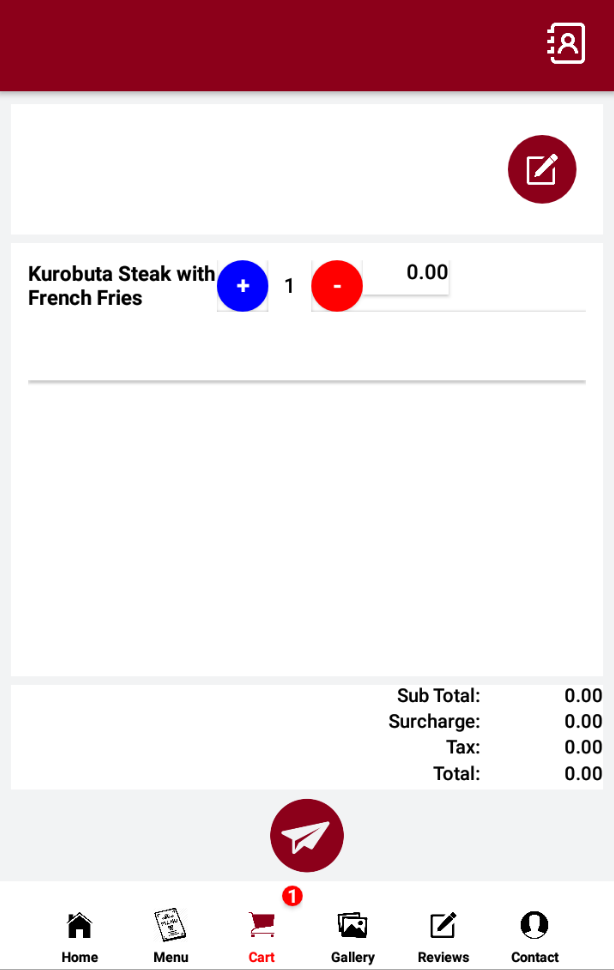 Kurobuta Steak with
French Fries
+ 1 - 0.00
Sub Total: 0.00
Surcharge: 0.00
Tax: 0.00
Total: 0.00
1
Home Menu Cart Gallery Reviews Contact